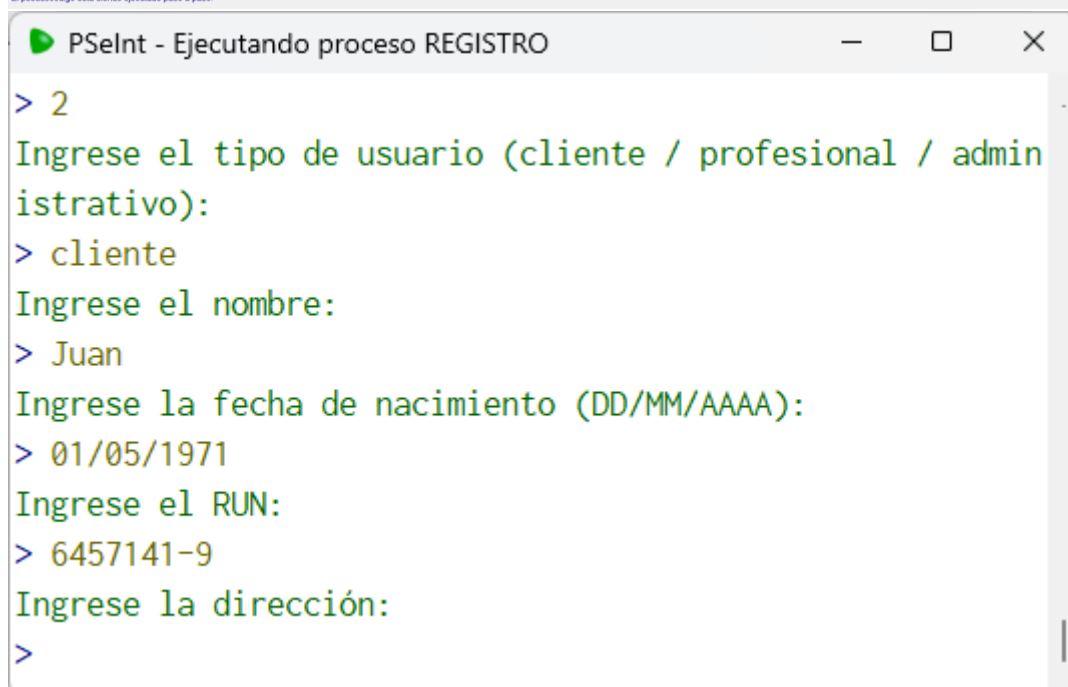 PSeInt - Ejecutando proceso REGISTRO
> 2
Ingrese el tipo de usuario (cliente / profesional / admin
istrativo):
> cliente
Ingrese el nombre:
> Juan
Ingrese la fecha de nacimiento (DD/MM/AAAA):
> 01/05/1971
Ingrese el RUN:
> 6457141-9
Ingrese la dirección:
>